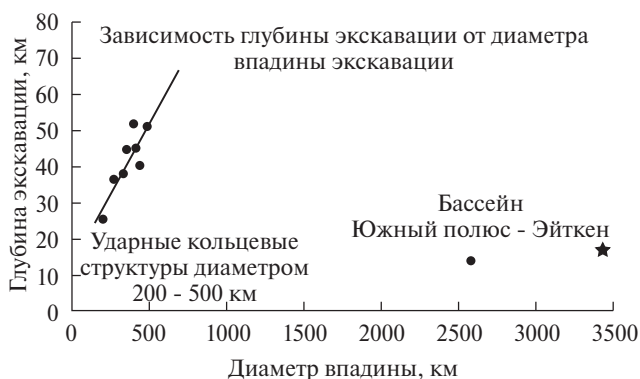 80
70
60
50
40
30
20
10
0
Глубина экскавации, км
Зависимость глубины экскавации от диаметра
впадины экскавации
Ударные кольцевые
структуры диаметром
200 - 500 км
Бассейн
Южный полюс - Эйткен
0 500 1000 1500 2000 2500 3000 3500
Диаметр впадины, км